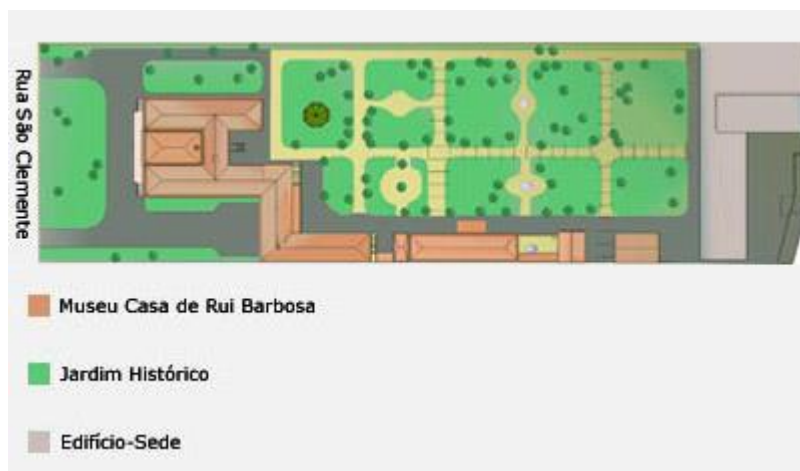 Rua São Clemente
Museu Casa de Rui Barbosa
Jardim Histórico
Edifício-Sede